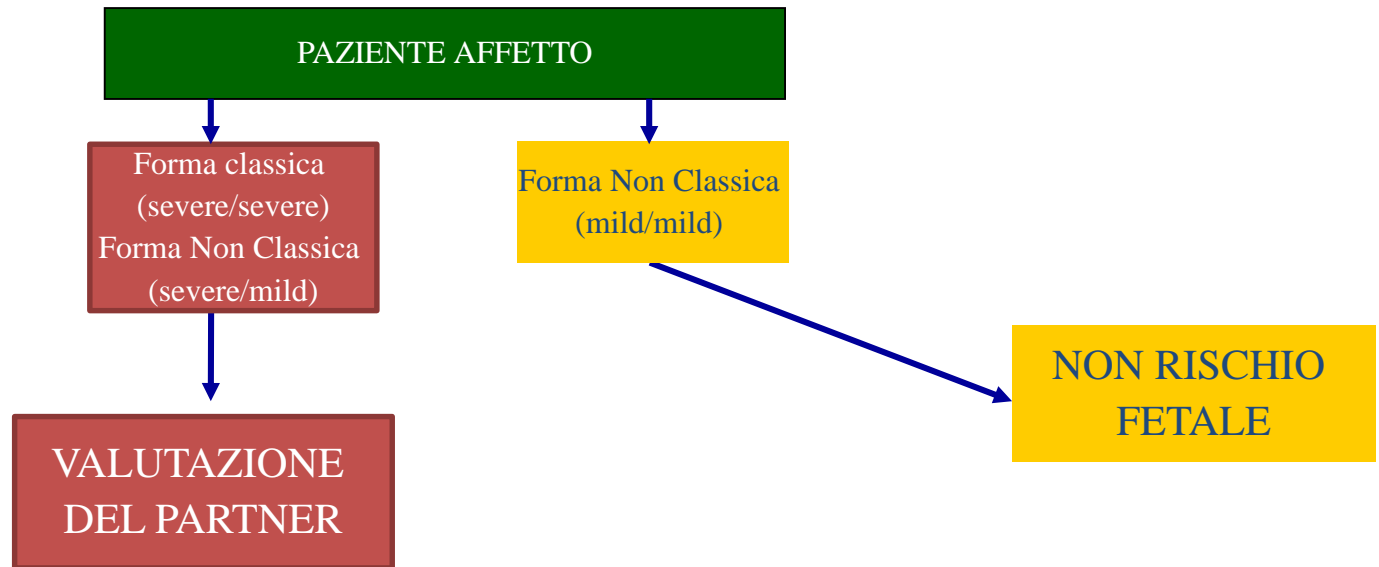 PAZIENTE AFFETTO
Forma classica
(severe/severe)
Forma Non Classica
(severe/mild)
Forma Non Classica
(mild/mild)
NON RISCHIO
FETALE
VALUTAZIONE
DEL PARTNER